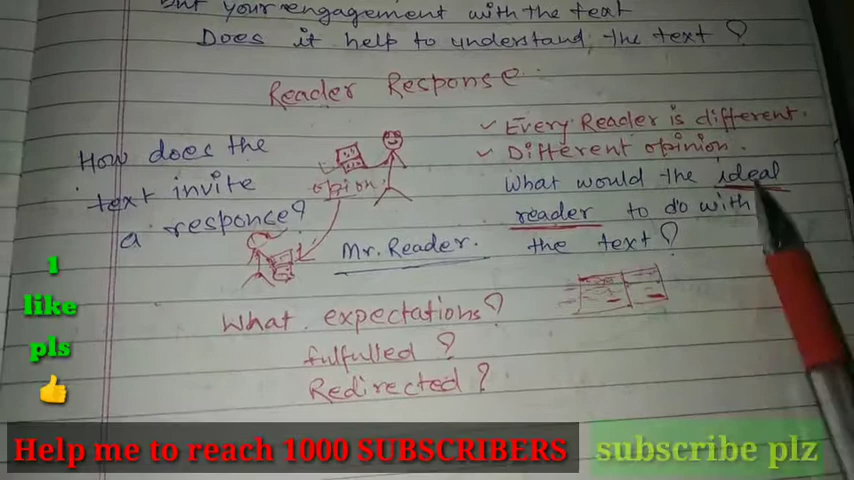 but your engagement with the text
Does it help to understand the text ?
Reader Response
How does the
text invite
a response?
opinion
Mr. Reader.
✓ Every Reader is different.
✓ Different opinion.
What would the ideal
reader to do with
the text ?
What expectations?
fulfulled ?
Redirected ?
1
like
pls
👍
Help me to reach 1000 SUBSCRIBERS
subscribe plz